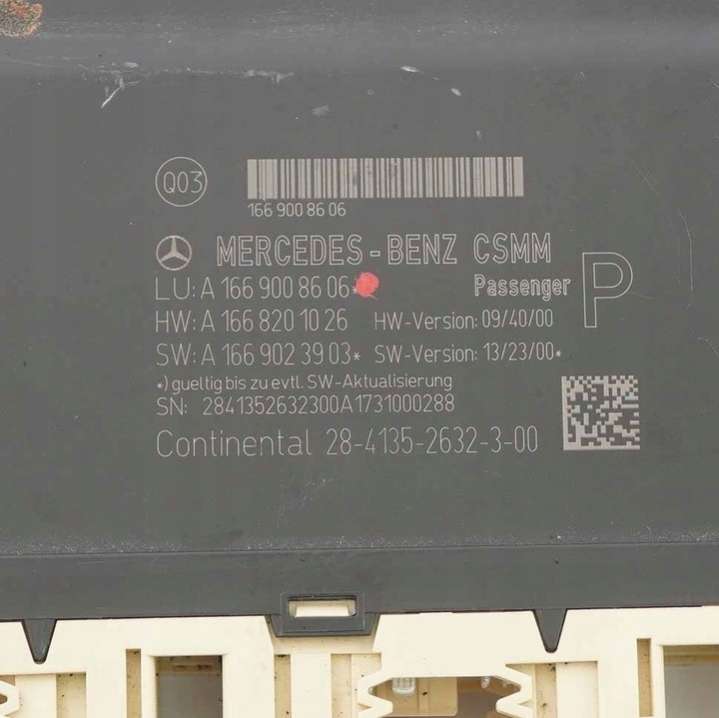 Q03
166 900 86 06
MERCEDES-BENZ CSMM
LU: A 166 900 86 06*
Passenger P
HW: A 166 820 10 26 HW-Version: 09/40/00
SW: A 166 902 39 03* SW-Version: 13/23/00*
*) gueltig bis zu evtl. SW-Aktualisierung
SN: 2841352632300A1731000288
Continental 28-4135-2632-3-00